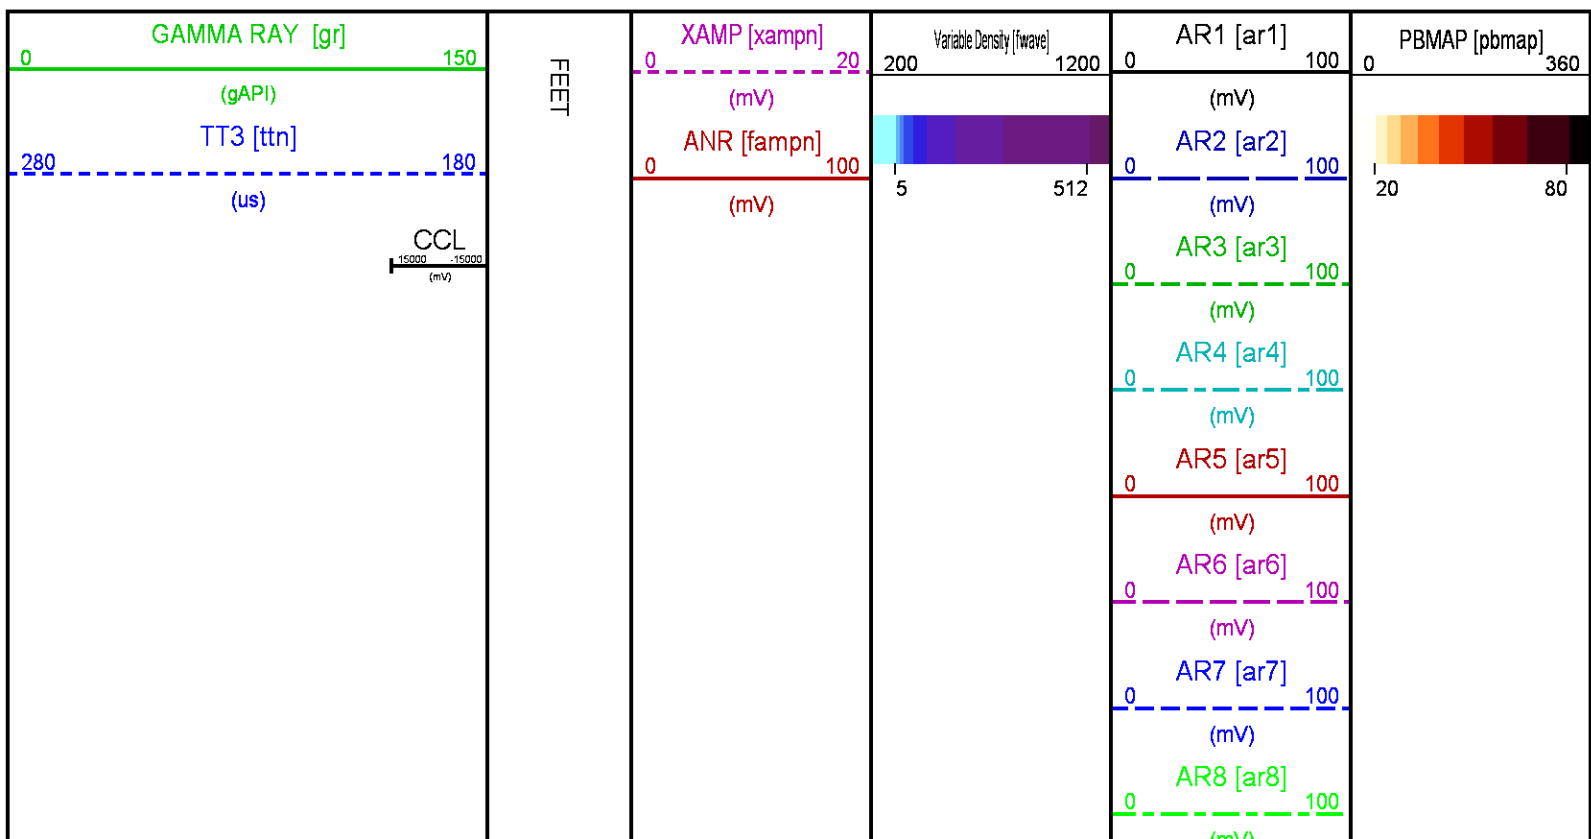 GAMMA RAY [gr]
0 150
(gAPI)
TT3 [ttn]
280 180
(us)
CCL
15000 -15000
(mV)
FEET
XAMP [xampn]
0 20
(mV)
ANR [fampn]
0 100
(mV)
Variable Density [fwave]
200 1200
5 512
AR1 [ar1]
0 100
(mV)
AR2 [ar2]
0 100
(mV)
AR3 [ar3]
0 100
(mV)
AR4 [ar4]
0 100
(mV)
AR5 [ar5]
0 100
(mV)
AR6 [ar6]
0 100
(mV)
AR7 [ar7]
0 100
(mV)
AR8 [ar8]
0 100
(mV)
PBMAP [pbmap]
0 360
20 80